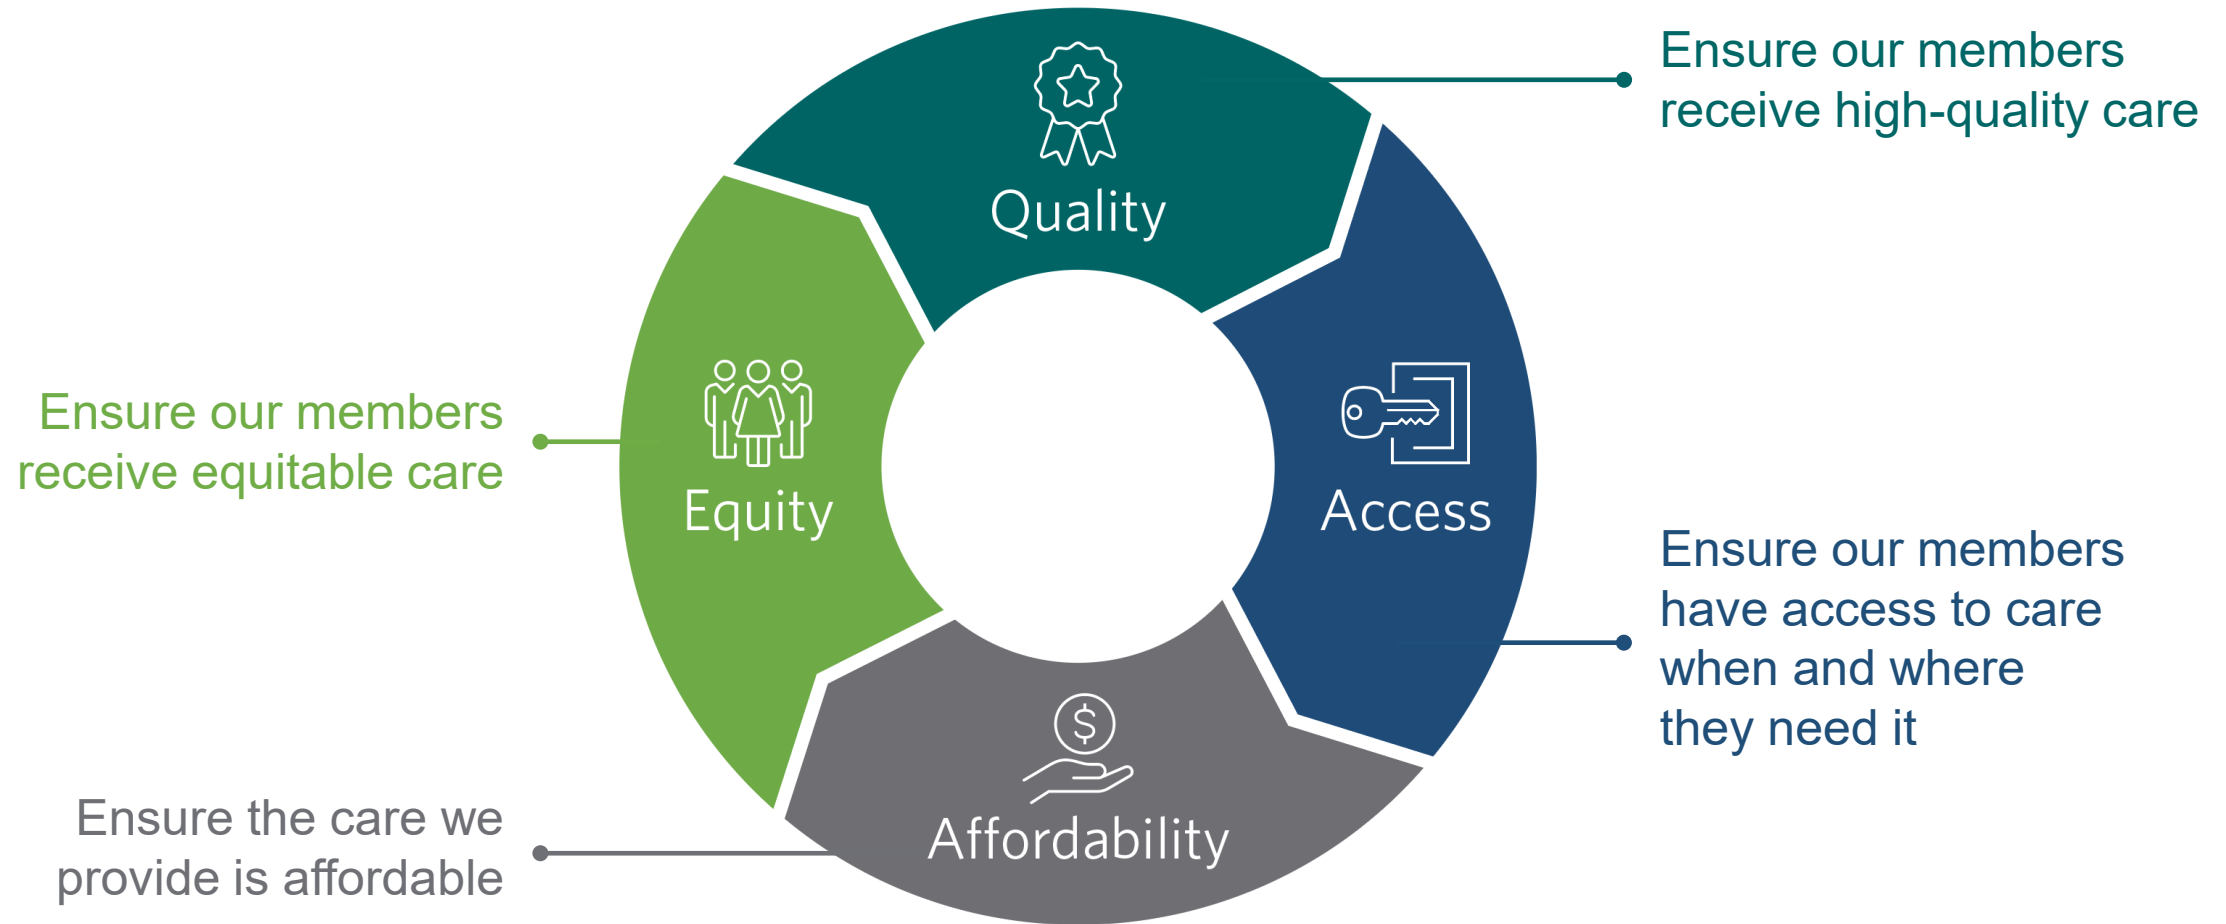 Quality
Ensure our members
receive high-quality care
Access
Ensure our members
have access to care
when and where
they need it
$
Affordability
Ensure the care we
provide is affordable
Equity
Ensure our members
receive equitable care